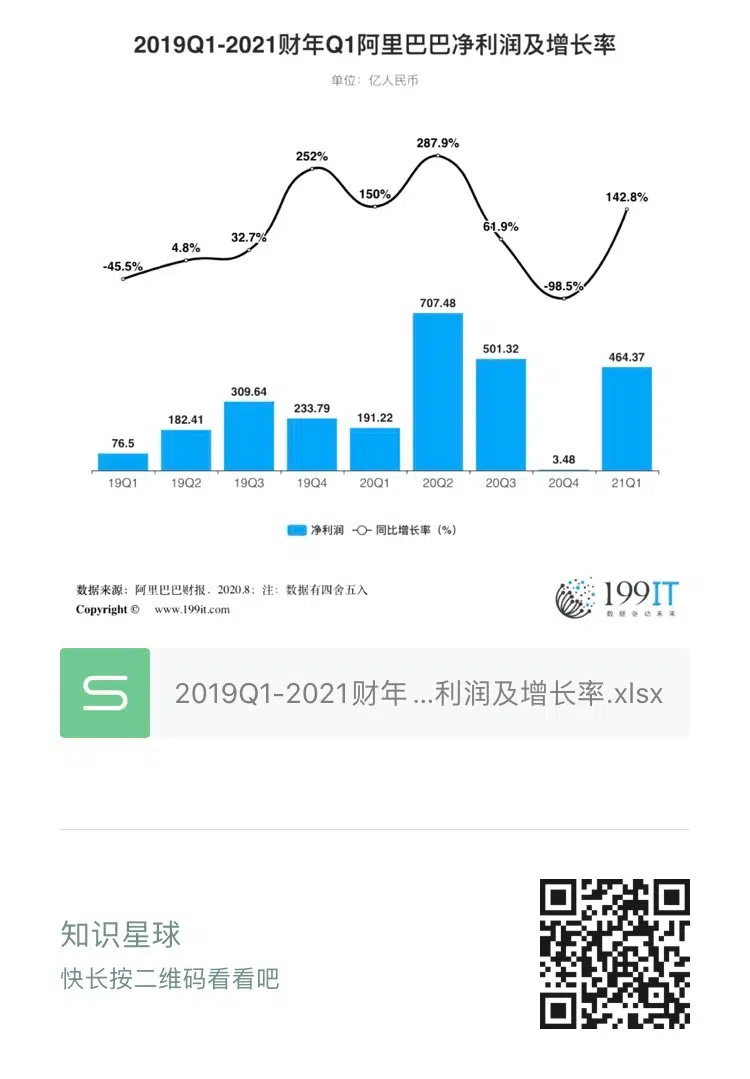 2019Q1-2021财年Q1阿里巴巴净利润及增长率
单位：亿人民币
-45.5%
4.8%
32.7%
252%
150%
287.9%
61.9%
-98.5%
142.8%
76.5
182.41
309.64
233.79
191.22
707.48
501.32
3.48
464.37
19Q1 19Q2 19Q3 19Q4 20Q1 20Q2 20Q3 20Q4 21Q1
净利润 同比增长率（%）
数据来源：阿里巴巴财报，2020.8；注：数据有四舍五入
Copyright © www.199it.com
199IT
数据驱动未来
S
2019Q1-2021财年 ...利润及增长率.xlsx
知识星球
快长按二维码看看吧